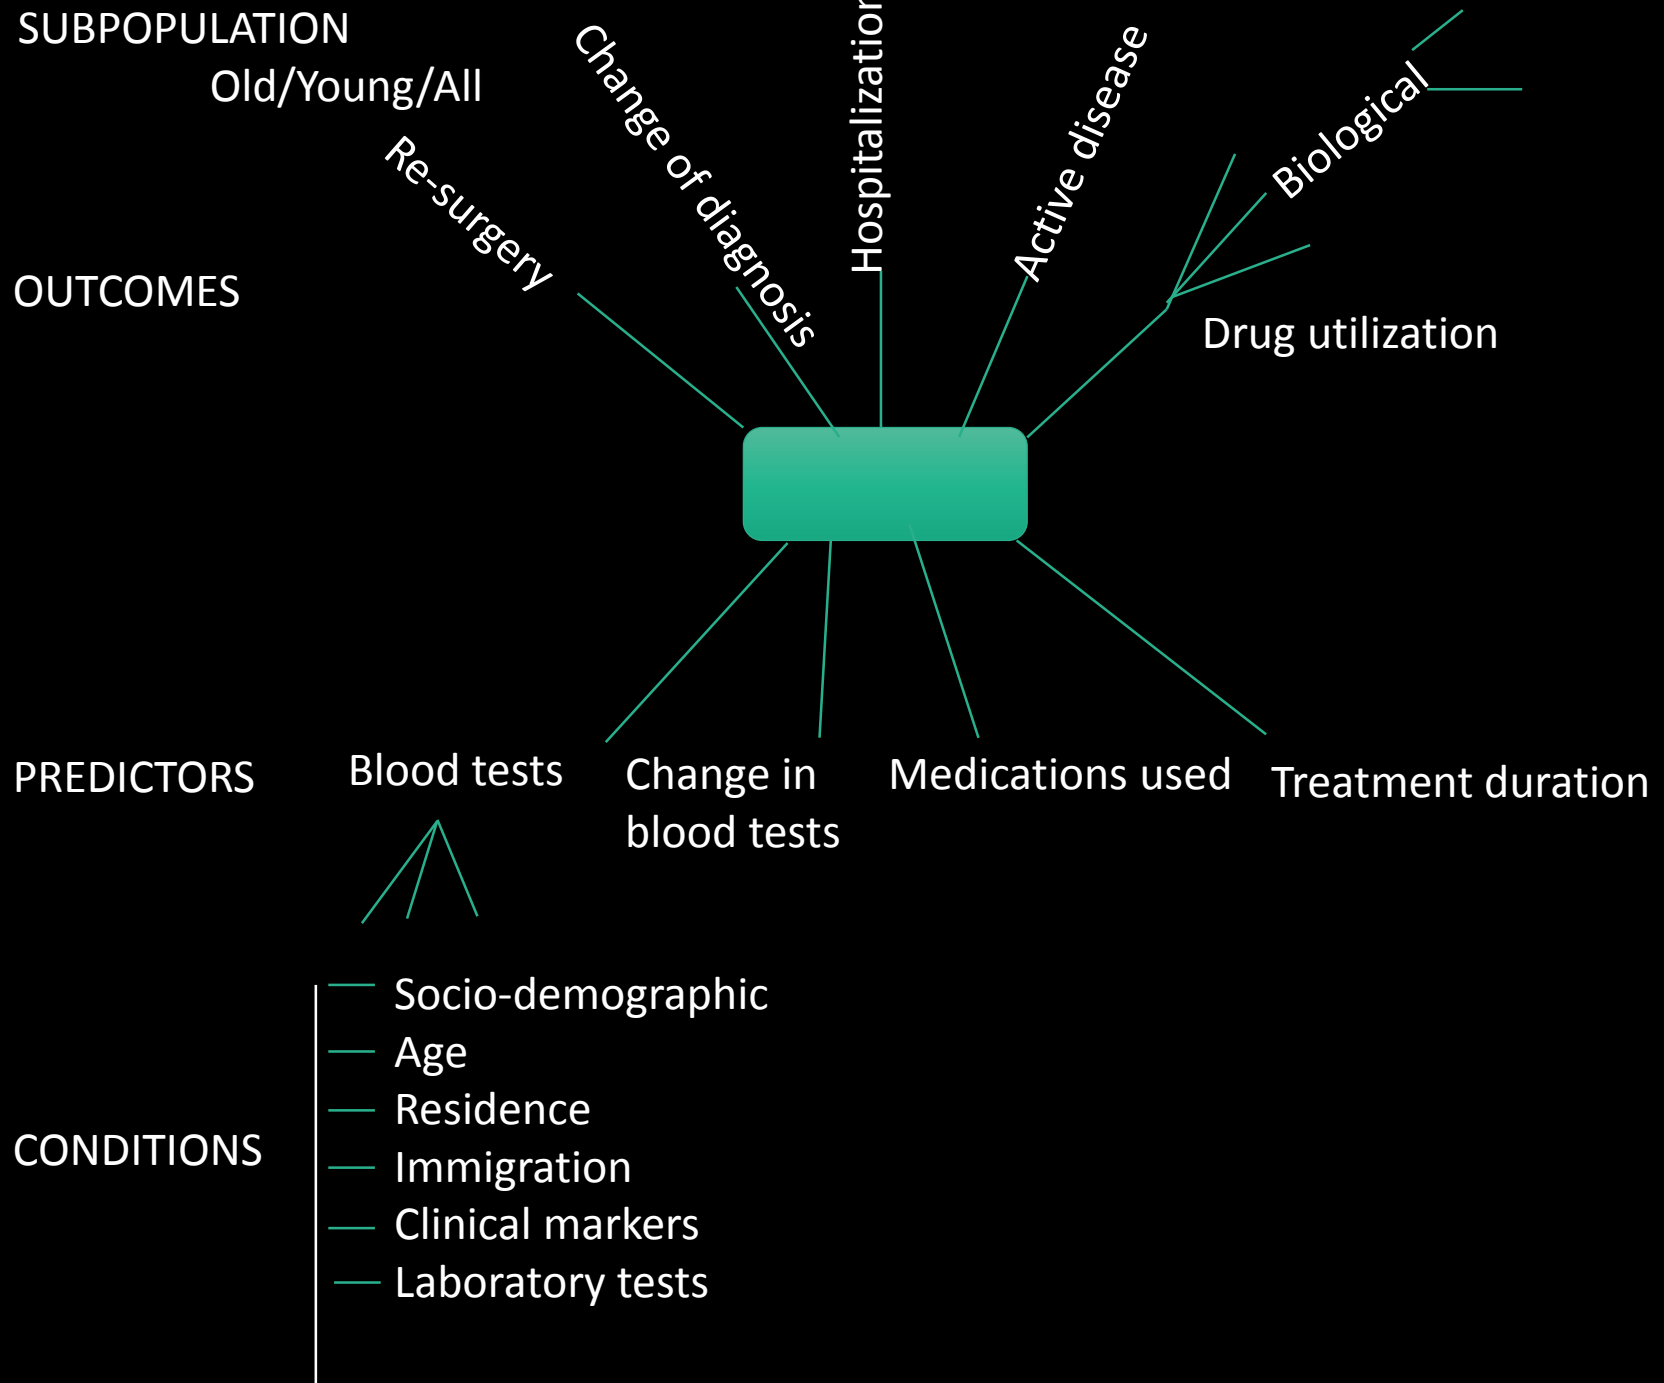 SUBPOPULATION
Old/Young/All
Re-surgery
Change of diagnosis
Hospitalization
Active disease
Biological
OUTCOMES
Drug utilization
PREDICTORS
Blood tests
Change in
blood tests
Medications used
Treatment duration
CONDITIONS
Socio-demographic
Age
Residence
Immigration
Clinical markers
Laboratory tests